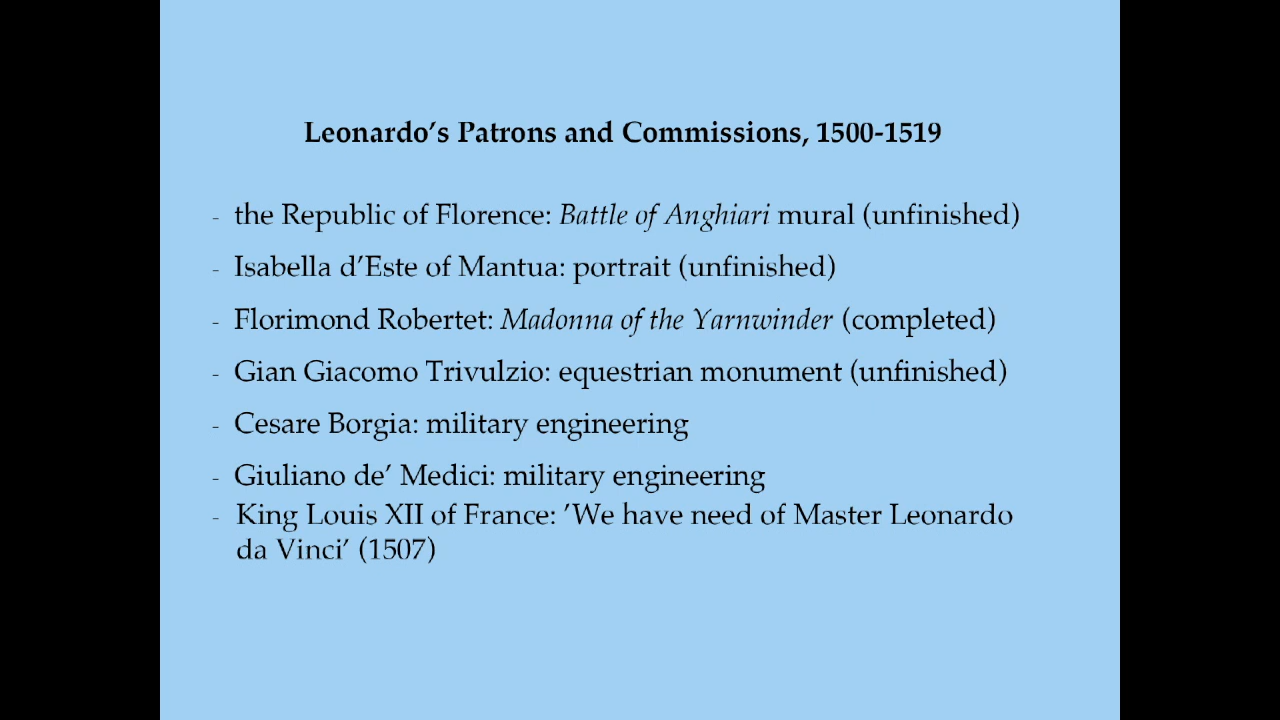 Leonardo’s Patrons and Commissions, 1500-1519
- the Republic of Florence: Battle of Anghiari mural (unfinished)
- Isabella d’Este of Mantua: portrait (unfinished)
- Florimond Robertet: Madonna of the Yarnwinder (completed)
- Gian Giacomo Trivulzio: equestrian monument (unfinished)
- Cesare Borgia: military engineering
- Giuliano de’ Medici: military engineering
- King Louis XII of France: ’We have need of Master Leonardo
da Vinci’ (1507)